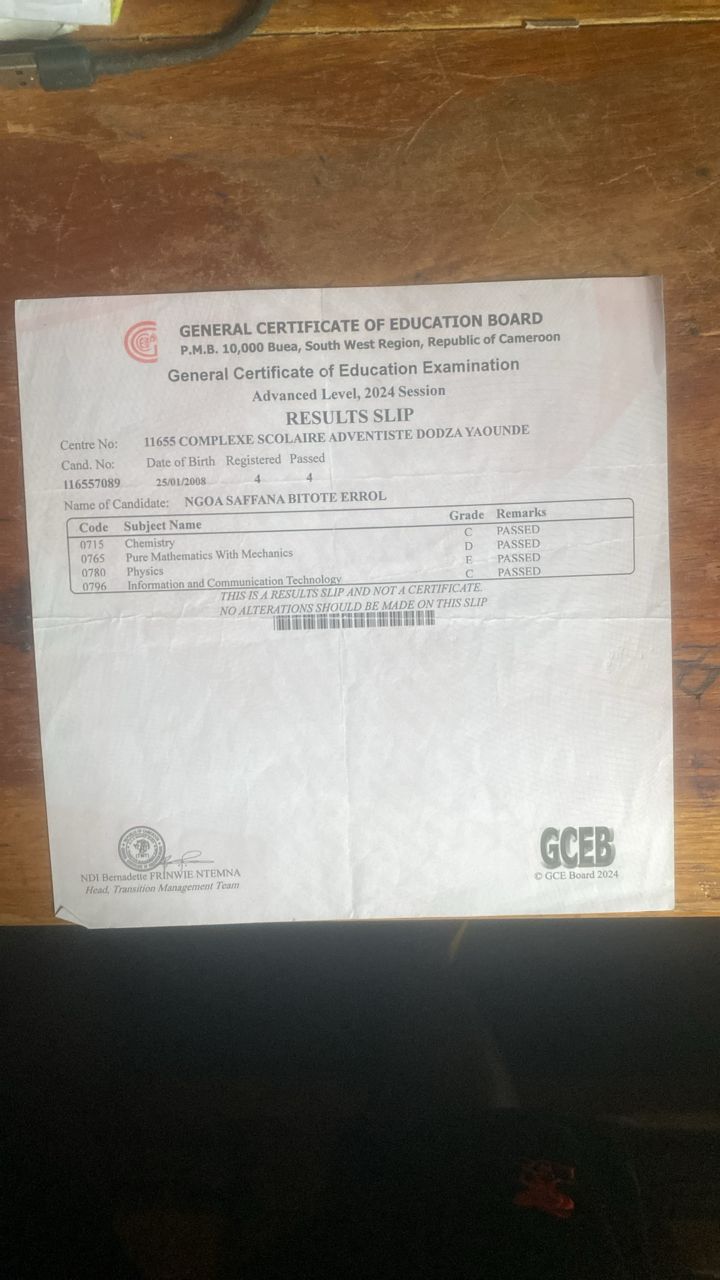 GENERAL CERTIFICATE OF EDUCATION BOARD
P.M.B. 10,000 Buea, South West Region, Republic of Cameroon
General Certificate of Education Examination
Advanced Level, 2024 Session
RESULTS SLIP
Centre No: 11655 COMPLEXE SCOLAIRE ADVENTISTE DODZA YAOUNDE
Cand. No: Date of Birth Registered Passed
116557089 25/01/2008 4 4
Name of Candidate: NGOA SAFFANA BITOTE ERROL
Code Subject Name Grade Remarks
0715 Chemistry C PASSED
0765 Pure Mathematics With Mechanics D PASSED
0780 Physics E PASSED
0796 Information and Communication Technology C PASSED
THIS IS A RESULTS SLIP AND NOT A CERTIFICATE.
NO ALTERATIONS SHOULD BE MADE ON THIS SLIP
NDI Bernadette FRINWIE NTEMNA
Head, Transition Management Team
GCEB
© GCE Board 2024